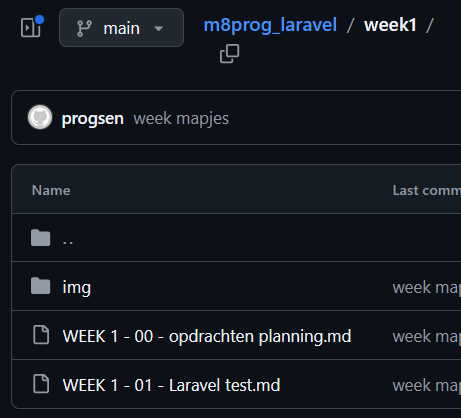 main m8prog_laravel / week1 /
progsen week mapjes
Name Last comm
..
img week map
WEEK 1 - 00 - opdrachten planning.md week map
WEEK 1 - 01 - Laravel test.md week map